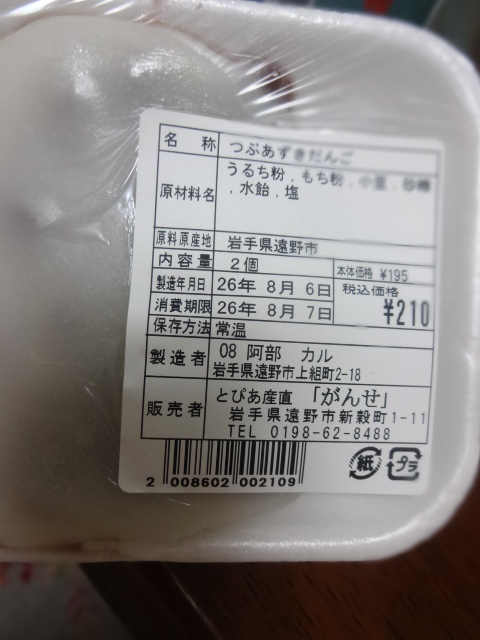 名称 つぶあずきだんご
原材料名 うるち粉，もち粉，小豆，砂糖
，水飴，塩
原料原産地 岩手県遠野市
内容量 2個 本体価格 ¥195
製造年月日 26年 8月 6日 税込価格
消費期限 26年 8月 7日 ¥210
保存方法 常温
製造者 08 阿部 カル
岩手県遠野市上組町2-18
販売者 とぴあ産直 「がんせ」
岩手県遠野市新穀町1-11
TEL 0198-62-8488
2 008602 002109
紙 プラ